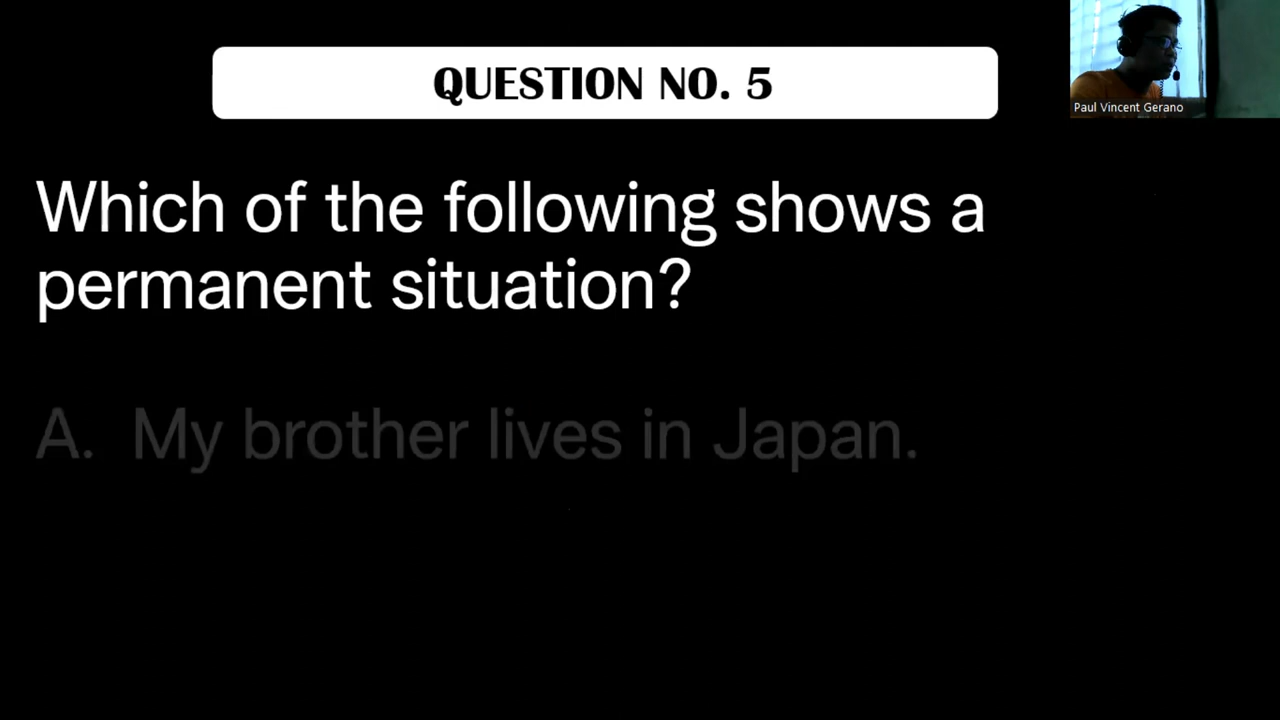 QUESTION NO. 5
Paul Vincent Gerano
Which of the following shows a
permanent situation?
A. My brother lives in Japan.